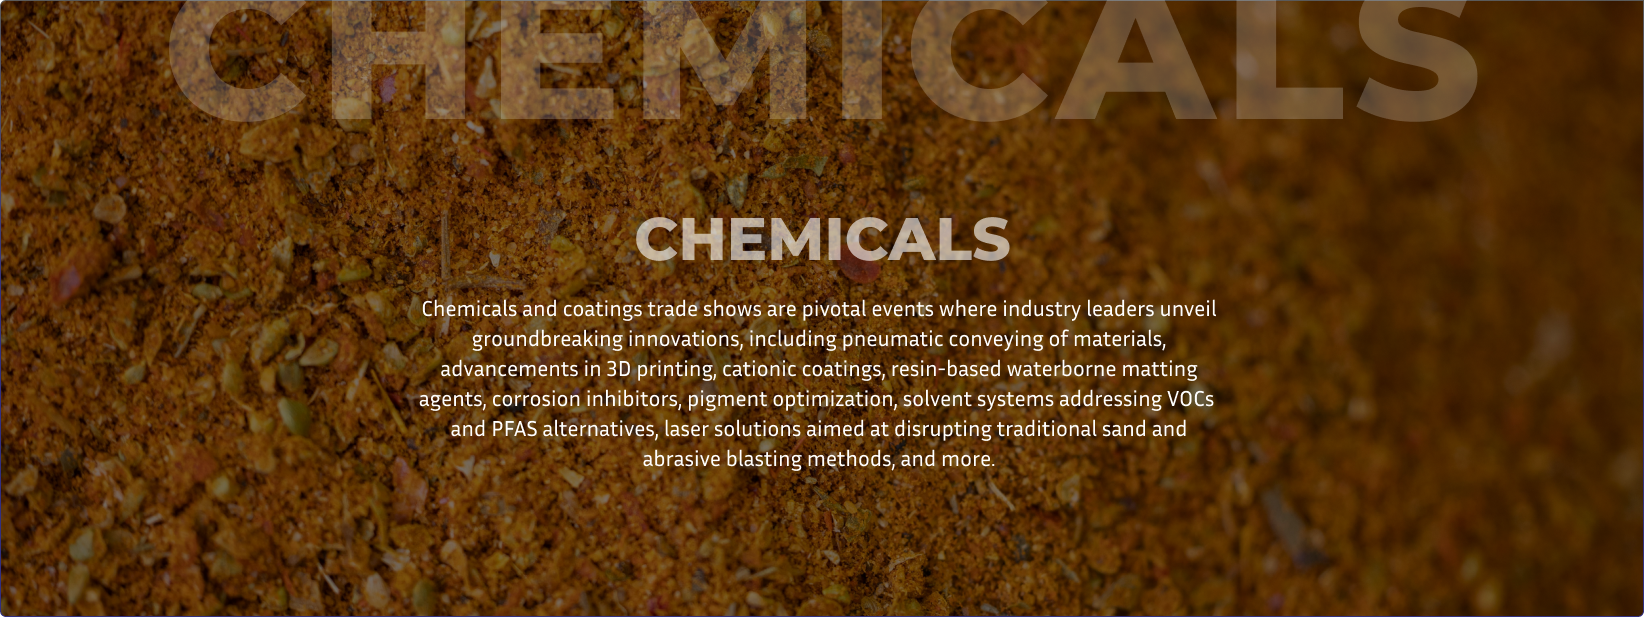 CHEMICALS
CHEMICALS
Chemicals and coatings trade shows are pivotal events where industry leaders unveil
groundbreaking innovations, including pneumatic conveying of materials,
advancements in 3D printing, cationic coatings, resin-based waterborne matting
agents, corrosion inhibitors, pigment optimization, solvent systems addressing VOCs
and PFAS alternatives, laser solutions aimed at disrupting traditional sand and
abrasive blasting methods, and more.